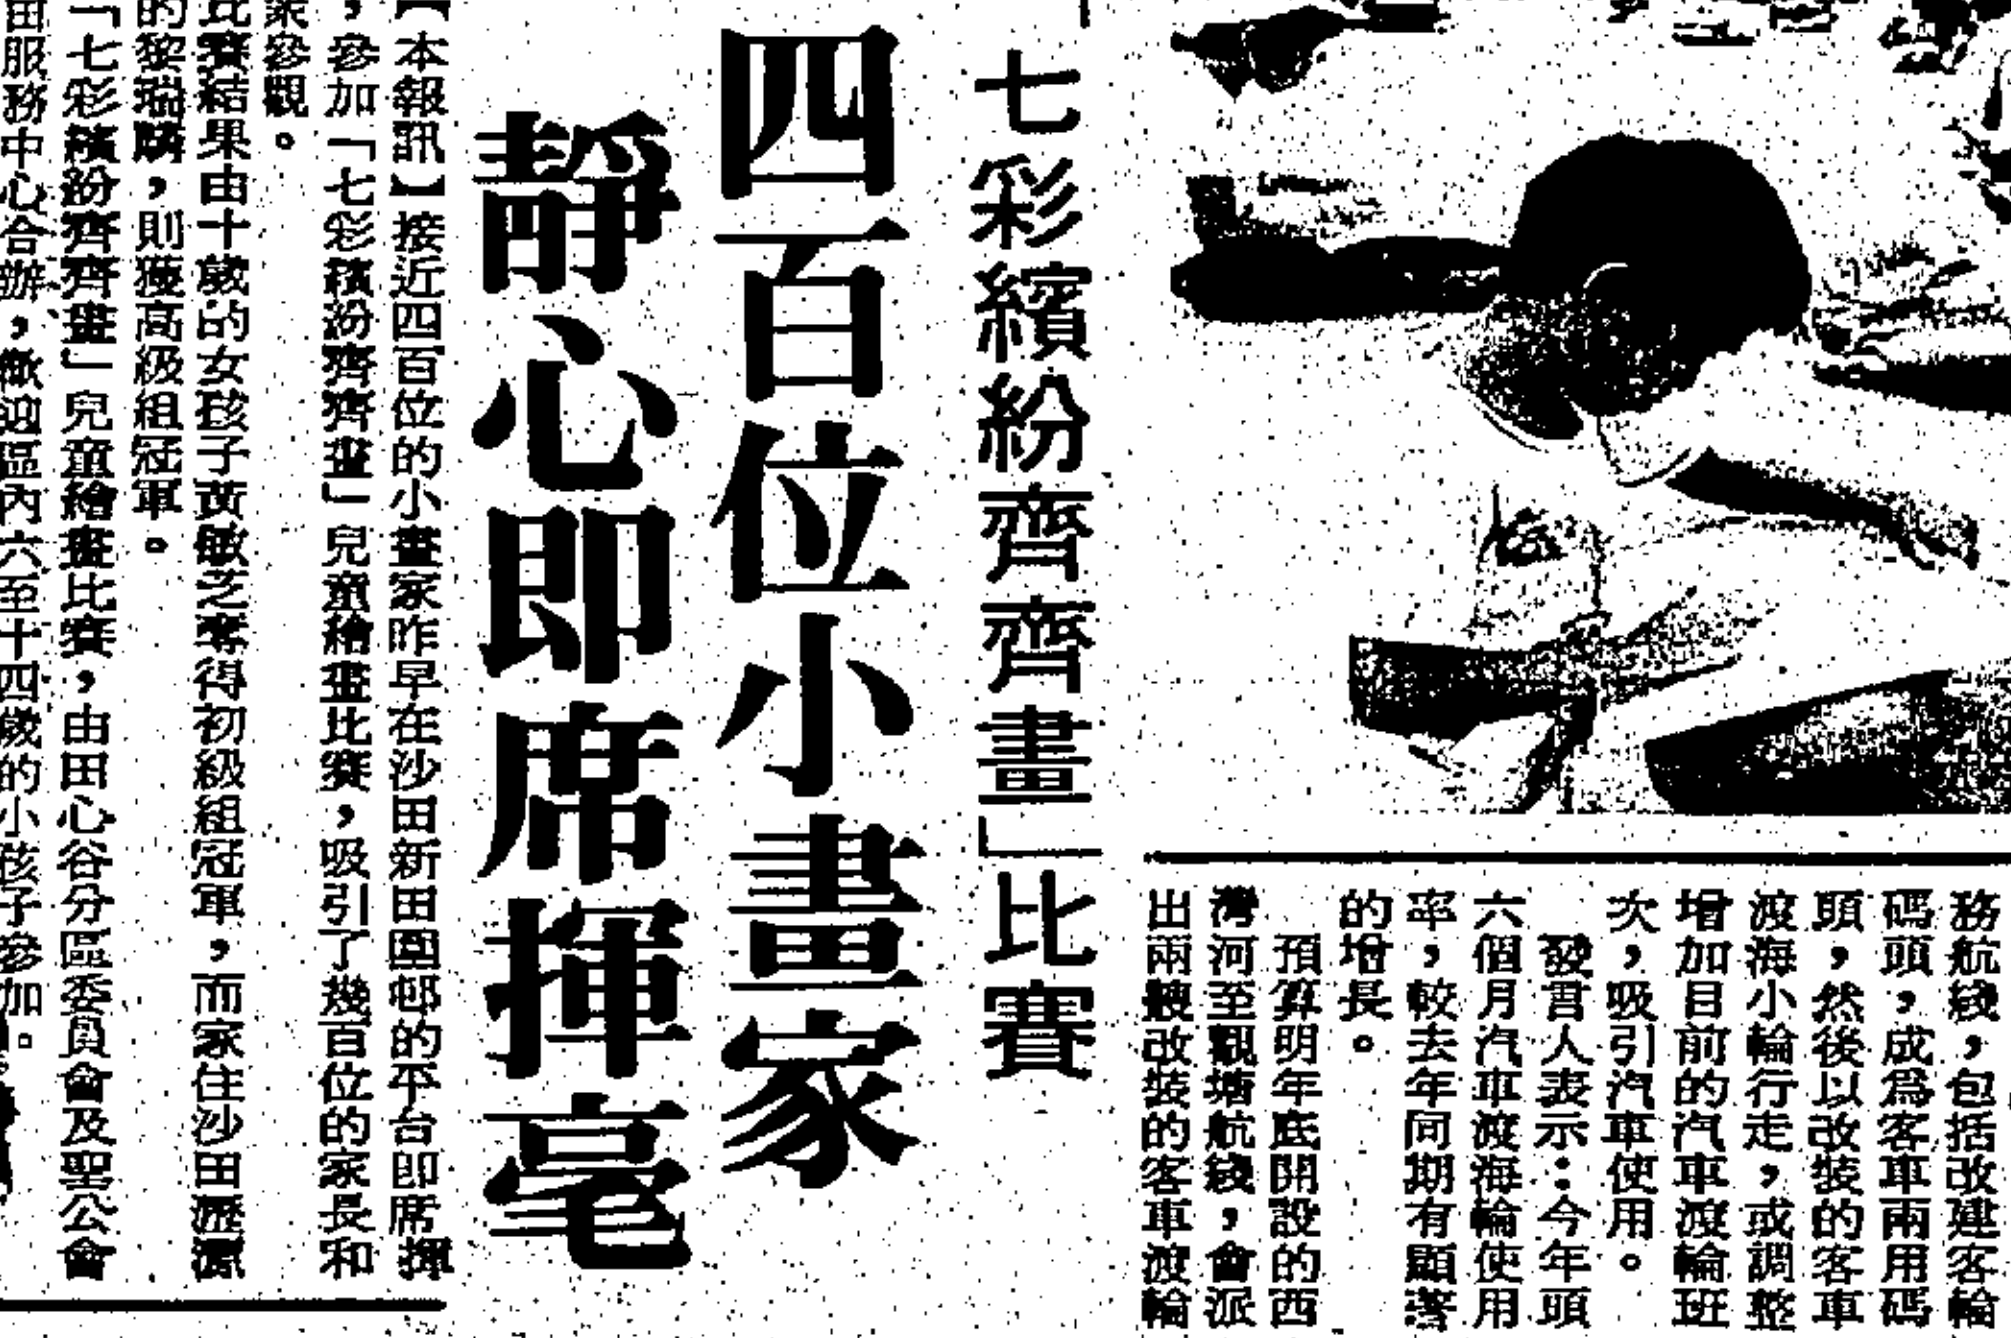 務航綫，包括改建客輪
碼頭，成爲客車兩用碼
頭，然後以改裝的客車
渡海小輪行走，或調整
增加目前的汽車渡輪班
次，吸引汽車使用。
發言人表示：今年頭
六個月汽車渡海輪使用
率，較去年同期有顯著
的增長。
預算明年底開設的西
灣河至觀塘航綫，會派
出兩艘改裝的客車渡輪
「七彩繽紛齊齊畫」比賽
四百位小畫家
靜心即席揮毫
【本報訊】接近四百位的小畫家昨早在沙田新田圍邨的平台即席揮
，參加「七彩繽紛齊齊畫」兒童繪畫比賽，吸引了幾百位的家長和
衆參觀。
比賽結果由十歲的女孩子黃敏芝奪得初級組冠軍，而家住沙田瀝源
的黎瑞麟，則獲高級組冠軍。
「七彩繽紛齊齊畫」兒童繪畫比賽，由田心谷分區委員會及聖公會
田服務中心合辦，歡迎區內六至十四歲的小孩子參加。